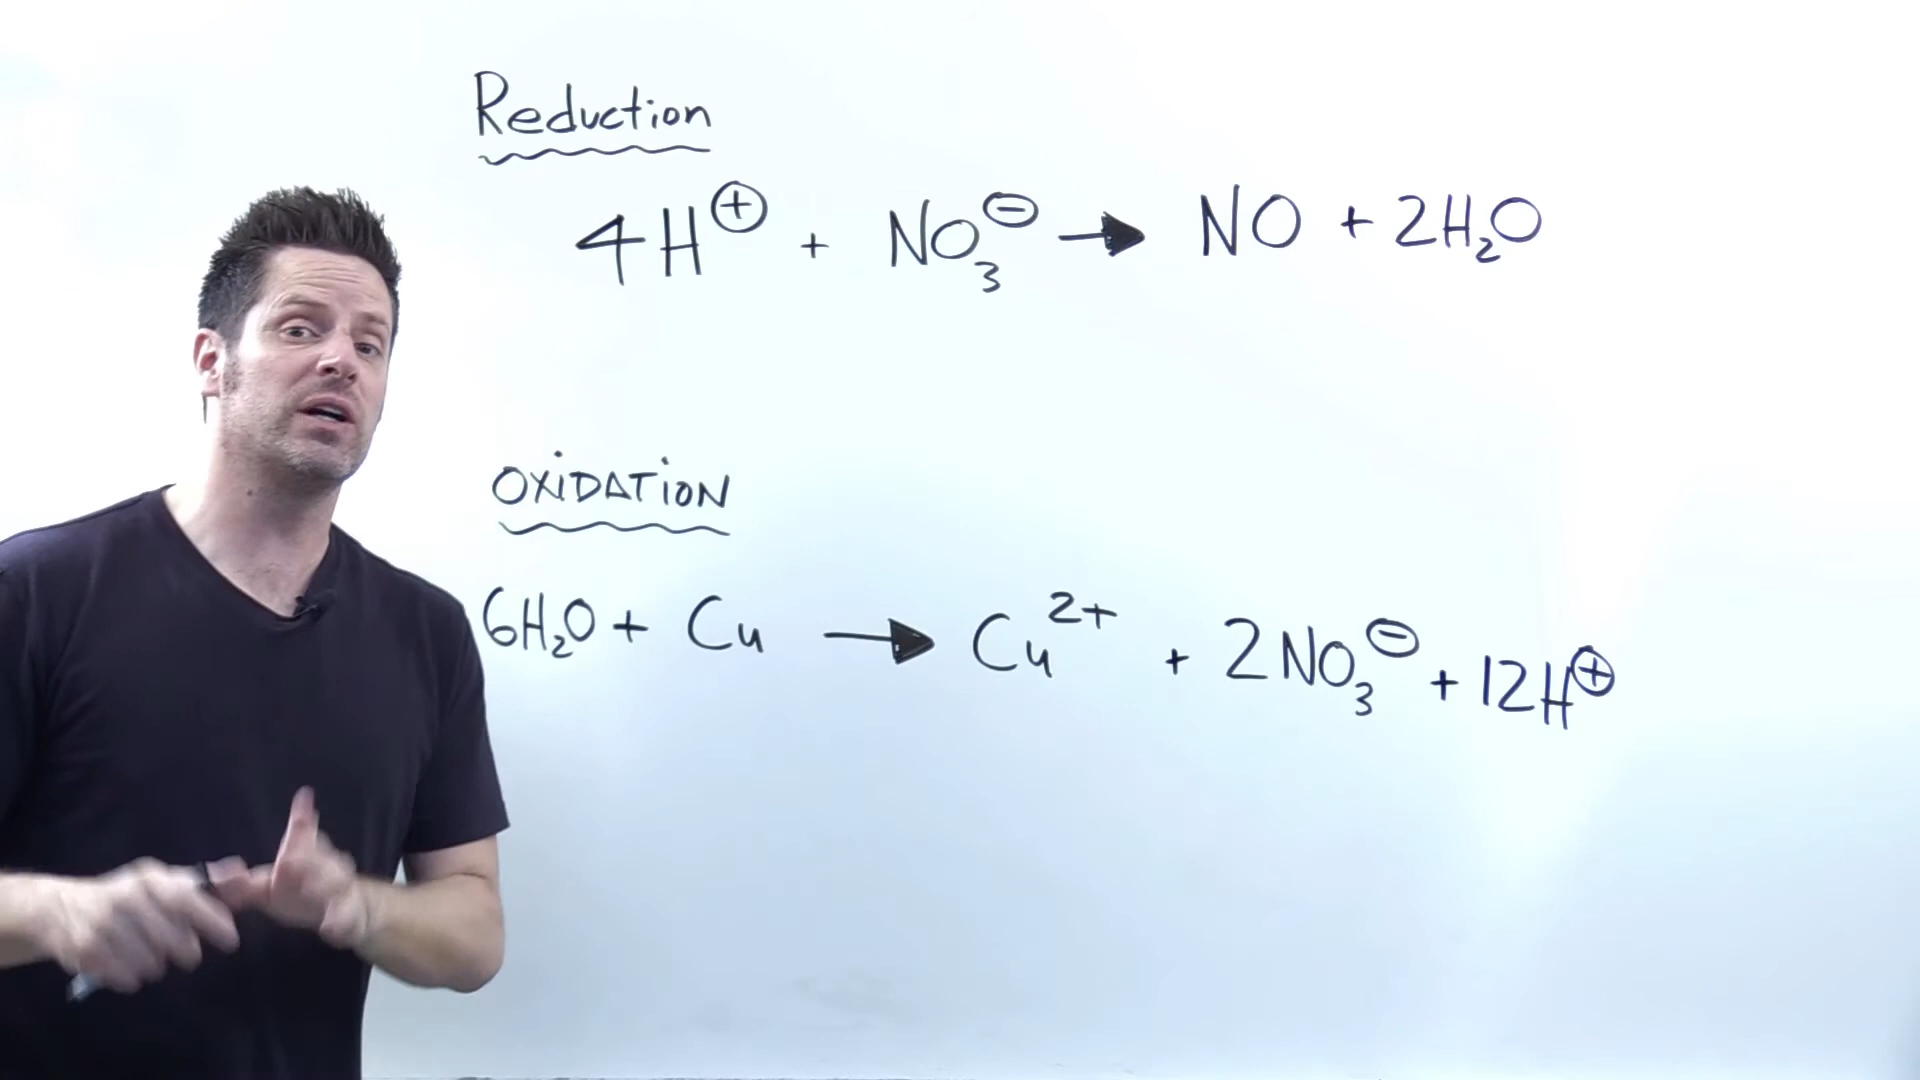 Reduction
4H⊕ + NO₃⊖ → NO + 2H₂O
OXiDATiON
6H₂O + Cu → Cu²⁺ + 2NO₃⊖ + 12H⊕